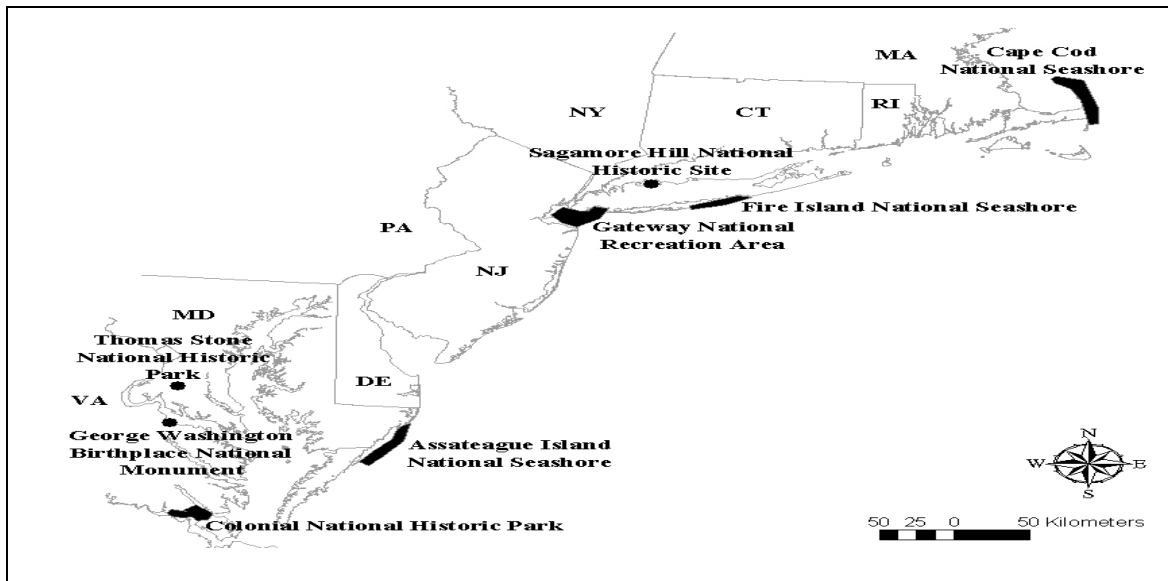 MA
Cape Cod
National Seashore
RI
NY
CT
Sagamore Hill National
Historic Site
Fire Island National Seashore
Gateway National
Recreation Area
PA
NJ
MD
Thomas Stone
National Historic
Park
DE
VA
George Washington
Birthplace National
Monument
Assateague Island
National Seashore
Colonial National Historic Park
N
W
E
S
50 25 0 50 Kilometers